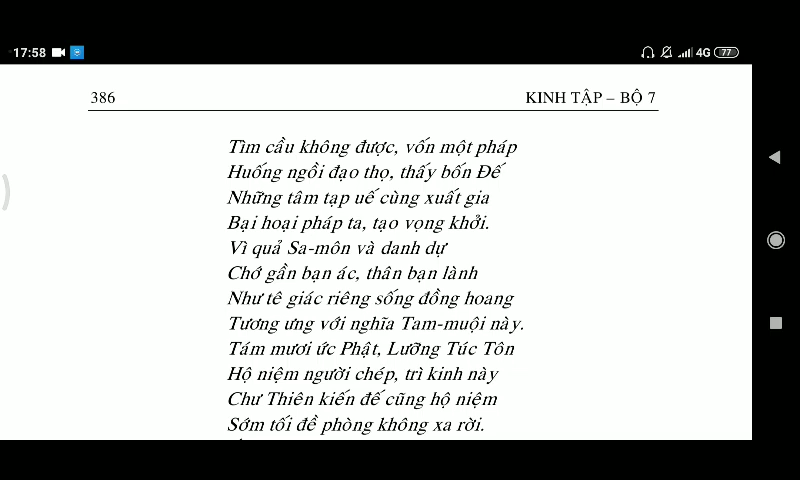 17:58
4G 77
386 KINH TẬP – BỘ 7
Tìm cầu không được, vốn một pháp
Huống ngồi đạo thọ, thấy bốn Đế
Những tâm tạp uế cùng xuất gia
Bại hoại pháp ta, tạo vọng khởi.
Vì quả Sa-môn và danh dự
Chớ gần bạn ác, thân bạn lành
Như tê giác riêng sống đồng hoang
Tương ưng với nghĩa Tam-muội này.
Tám mươi ức Phật, Lưỡng Túc Tôn
Hộ niệm người chép, trì kinh này
Chư Thiên kiến đế cũng hộ niệm
Sớm tối đề phòng không xa rời.